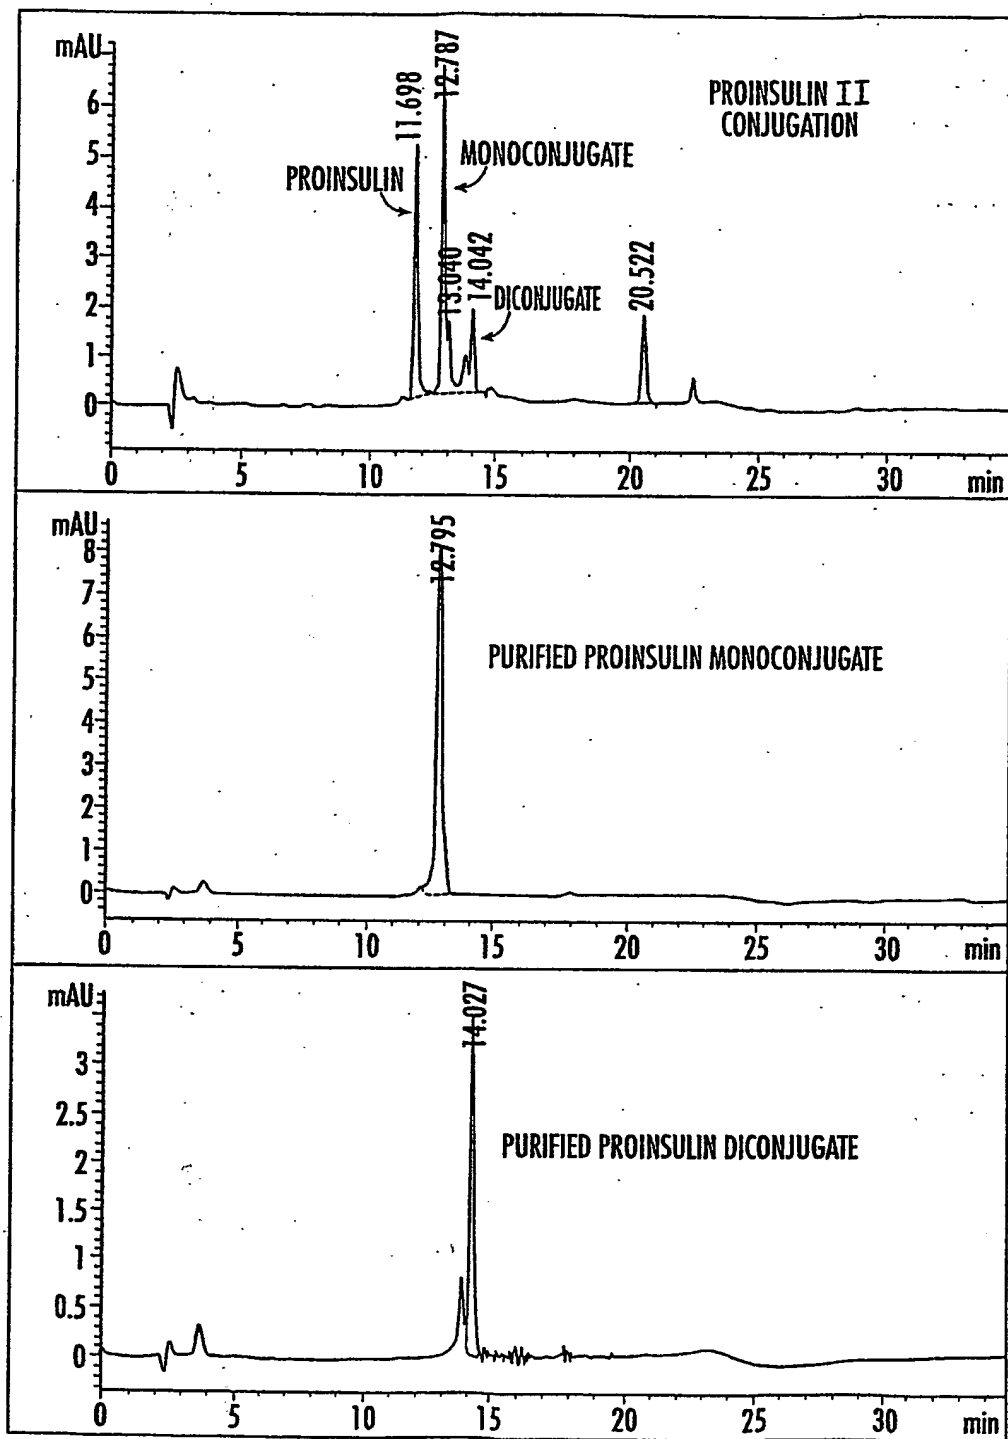 mAU
6
5
4
3
2
1
0
11.698
12.787
13.040
14.042
20.522
PROINSULIN II
CONJUGATION
PROINSULIN
MONOCONJUGATE
DICONJUGATE
0 5 10 15 20 25 30 min
mAU
8
7
6
5
4
3
2
1
0
12.795
PURIFIED PROINSULIN MONOCONJUGATE
0 5 10 15 20 25 30 min
mAU
3
2.5
2
1.5
1
0.5
0
14.027
PURIFIED PROINSULIN DICONJUGATE
0 5 10 15 20 25 30 min